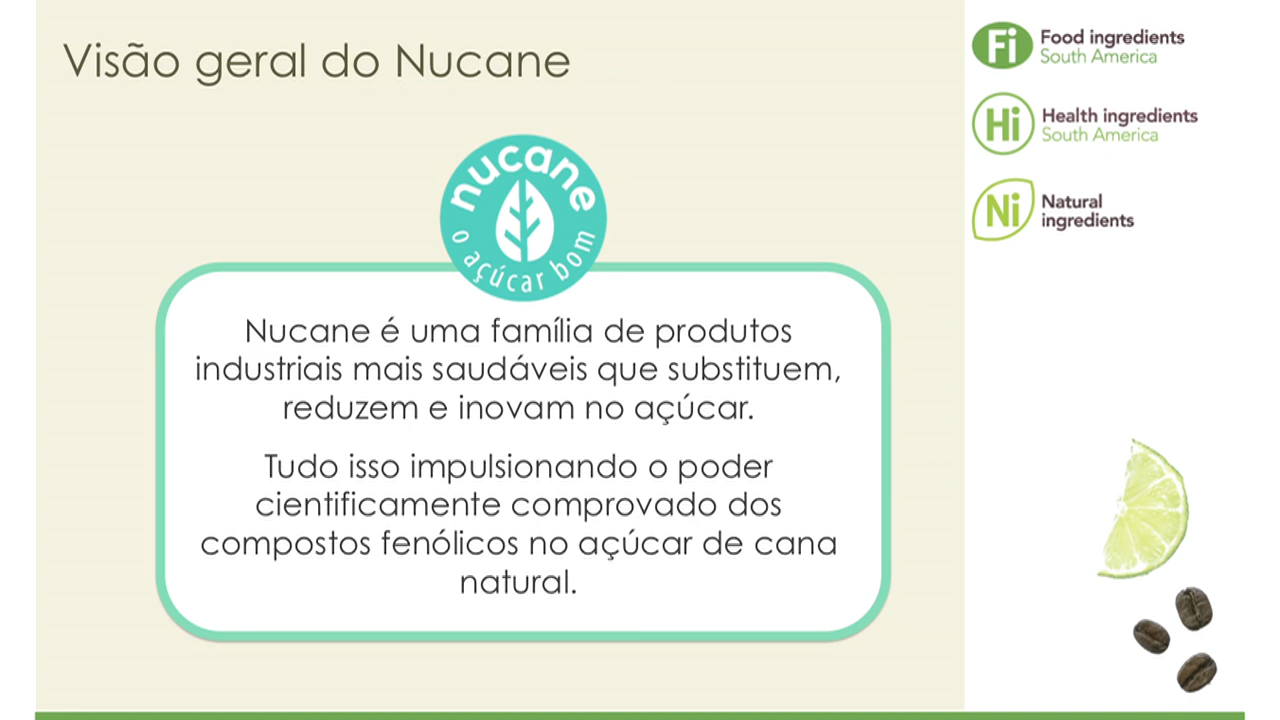 Visão geral do Nucane
nucane
o açúcar bom
Nucane é uma família de produtos
industriais mais saudáveis que substituem,
reduzem e inovam no açúcar.
Tudo isso impulsionando o poder
cientificamente comprovado dos
compostos fenólicos no açúcar de cana
natural.
Fi
Food ingredients
South America
Hi
Health ingredients
South America
Ni
Natural
ingredients